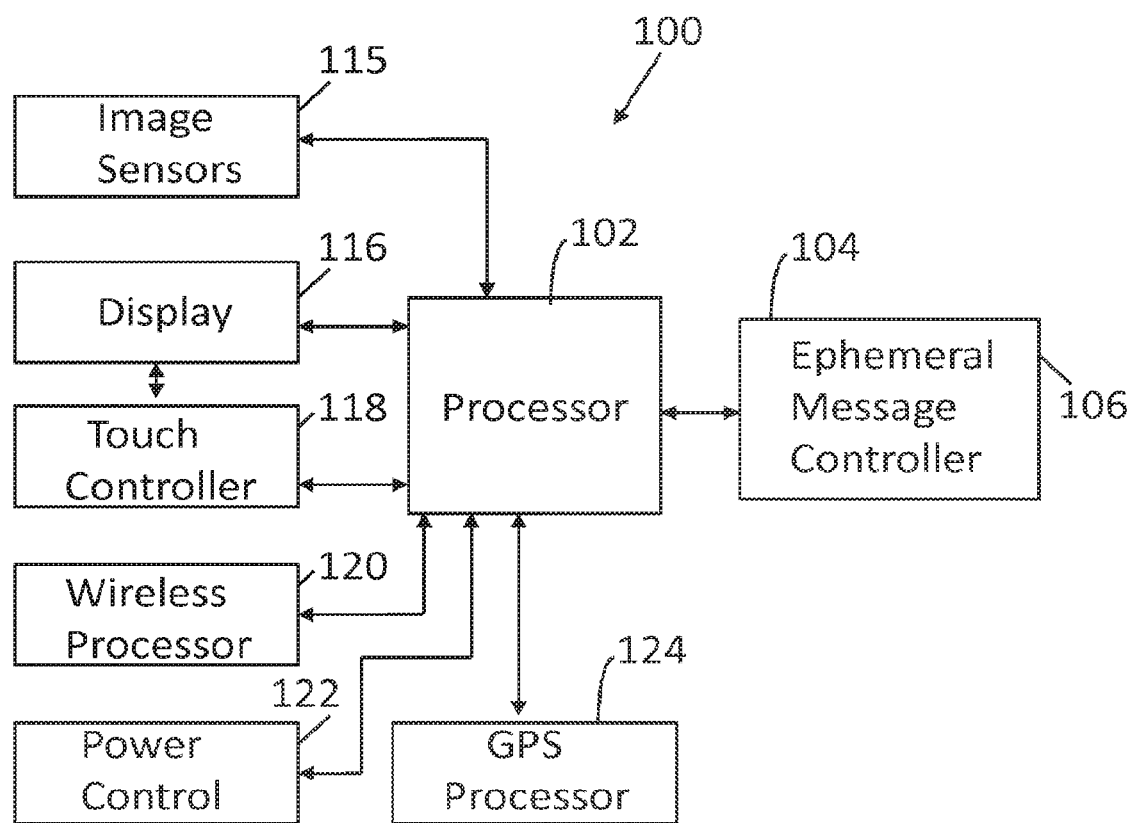 100
115
Image
Sensors
116
Display
102
Processor
104
Ephemeral
Message
Controller
106
118
Touch
Controller
120
Wireless
Processor
122
Power
Control
124
GPS
Processor